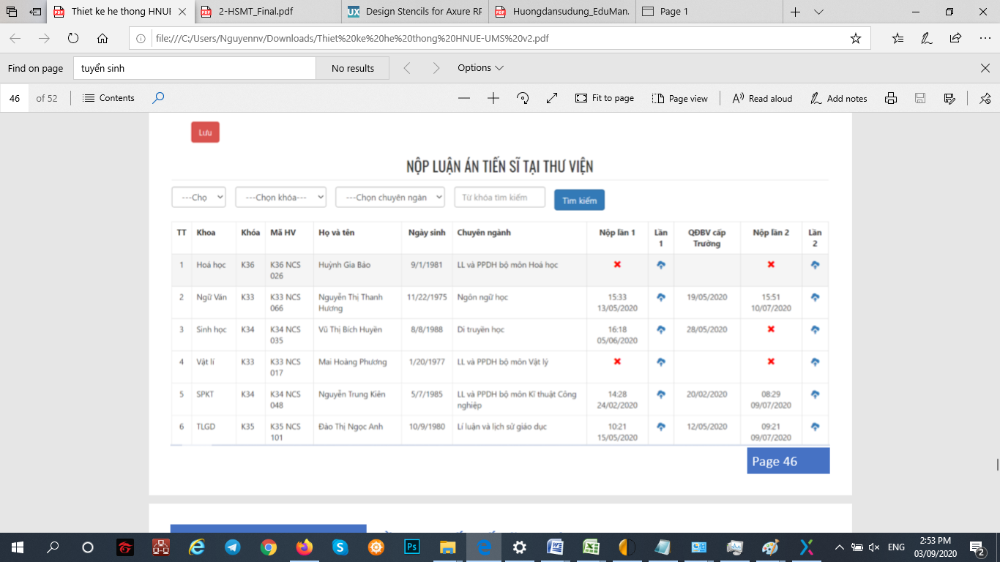 Thiet ke he thong HNUE
2-HSMT_Final.pdf
Design Stencils for Axure RP
Huongdansudung_EduMan.
Page 1
file:///C:/Users/Nguyennv/Downloads/Thiet%20ke%20he%20thong%20HNUE-UMS%20v2.pdf
Find on page
tuyển sinh
No results
Options
46
of 52
Contents
Fit to page
Page view
Read aloud
Add notes
Lưu
NỘP LUẬN ÁN TIẾN SĨ TẠI THƯ VIỆN
---Chọ
---Chọn khóa---
---Chọn chuyên ngàn
Từ khóa tìm kiếm
Tìm kiếm
TT Khoa Khóa Mã HV Họ và tên Ngày sinh Chuyên ngành Nộp lần 1 Lần 1 QĐBV cấp Trường Nộp lần 2 Lần 2
1 Hoá học K36 K36 NCS 026 Huỳnh Gia Bảo 9/1/1981 LL và PPDH bộ môn Hoá học
2 Ngữ Văn K33 K33 NCS 066 Nguyễn Thị Thanh Hương 11/22/1975 Ngôn ngữ học 15:33 13/05/2020 19/05/2020 15:51 10/07/2020
3 Sinh học K34 K34 NCS 035 Vũ Thị Bích Huyền 8/8/1988 Di truyền học 16:18 05/06/2020 28/05/2020
4 Vật lí K33 K33 NCS 017 Mai Hoàng Phương 1/20/1977 LL và PPDH bộ môn Vật lý
5 SPKT K34 K34 NCS 048 Nguyễn Trung Kiên 5/7/1985 LL và PPDH bộ môn Kĩ thuật Công nghiệp 14:28 24/02/2020 20/02/2020 08:29 09/07/2020
6 TLGD K35 K35 NCS 101 Đào Thị Ngọc Anh 10/9/1980 Lí luận và lịch sử giáo dục 10:21 15/05/2020 12/05/2020 09:21 09/07/2020
Page 46
ENG
2:53 PM
03/09/2020
2